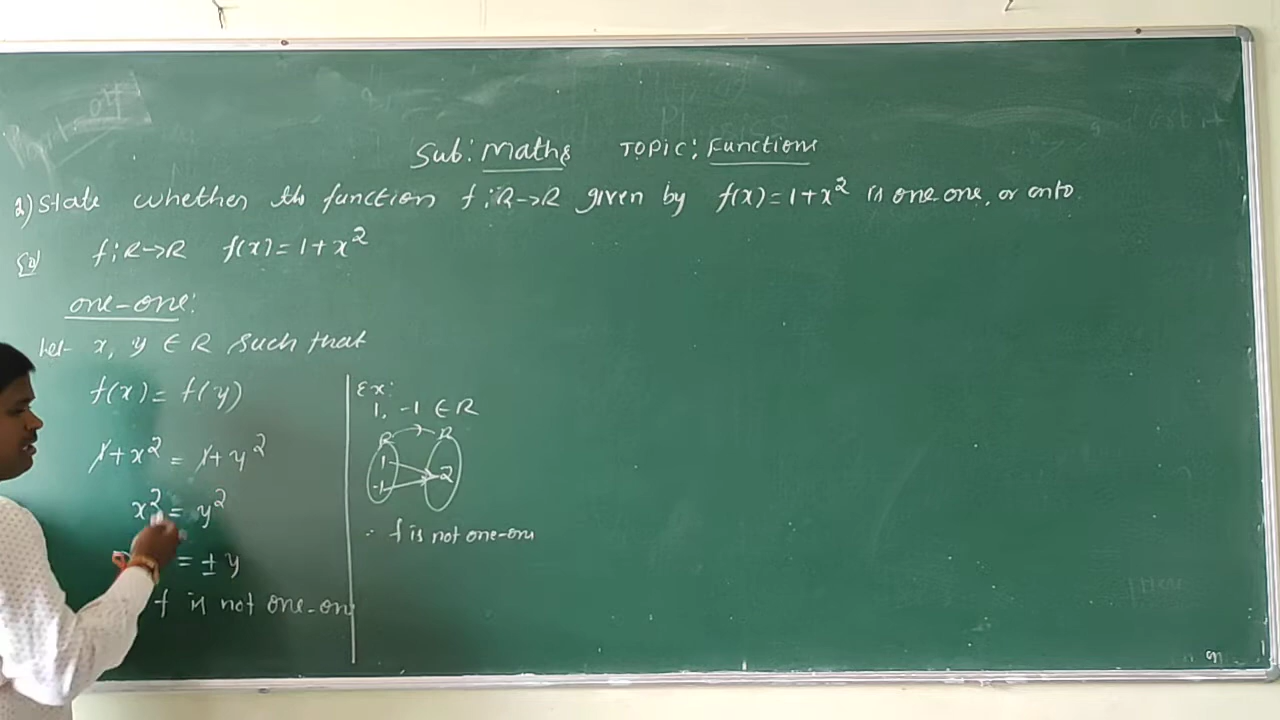 Sub: Maths TOPIC: Functions
2) State whether the function f: R→R given by f(x) = 1+x² is one-one, or onto.
Sol f: R→R f(x) = 1+x²
one-one:
Let x, y ∈ R such that
f(x) = f(y)
1+x² = 1+y²
x² = y²
= ± y
f is not one-one
Ex:
1, -1 ∈ R
R → R
1
-1
2
∴ f is not one-one